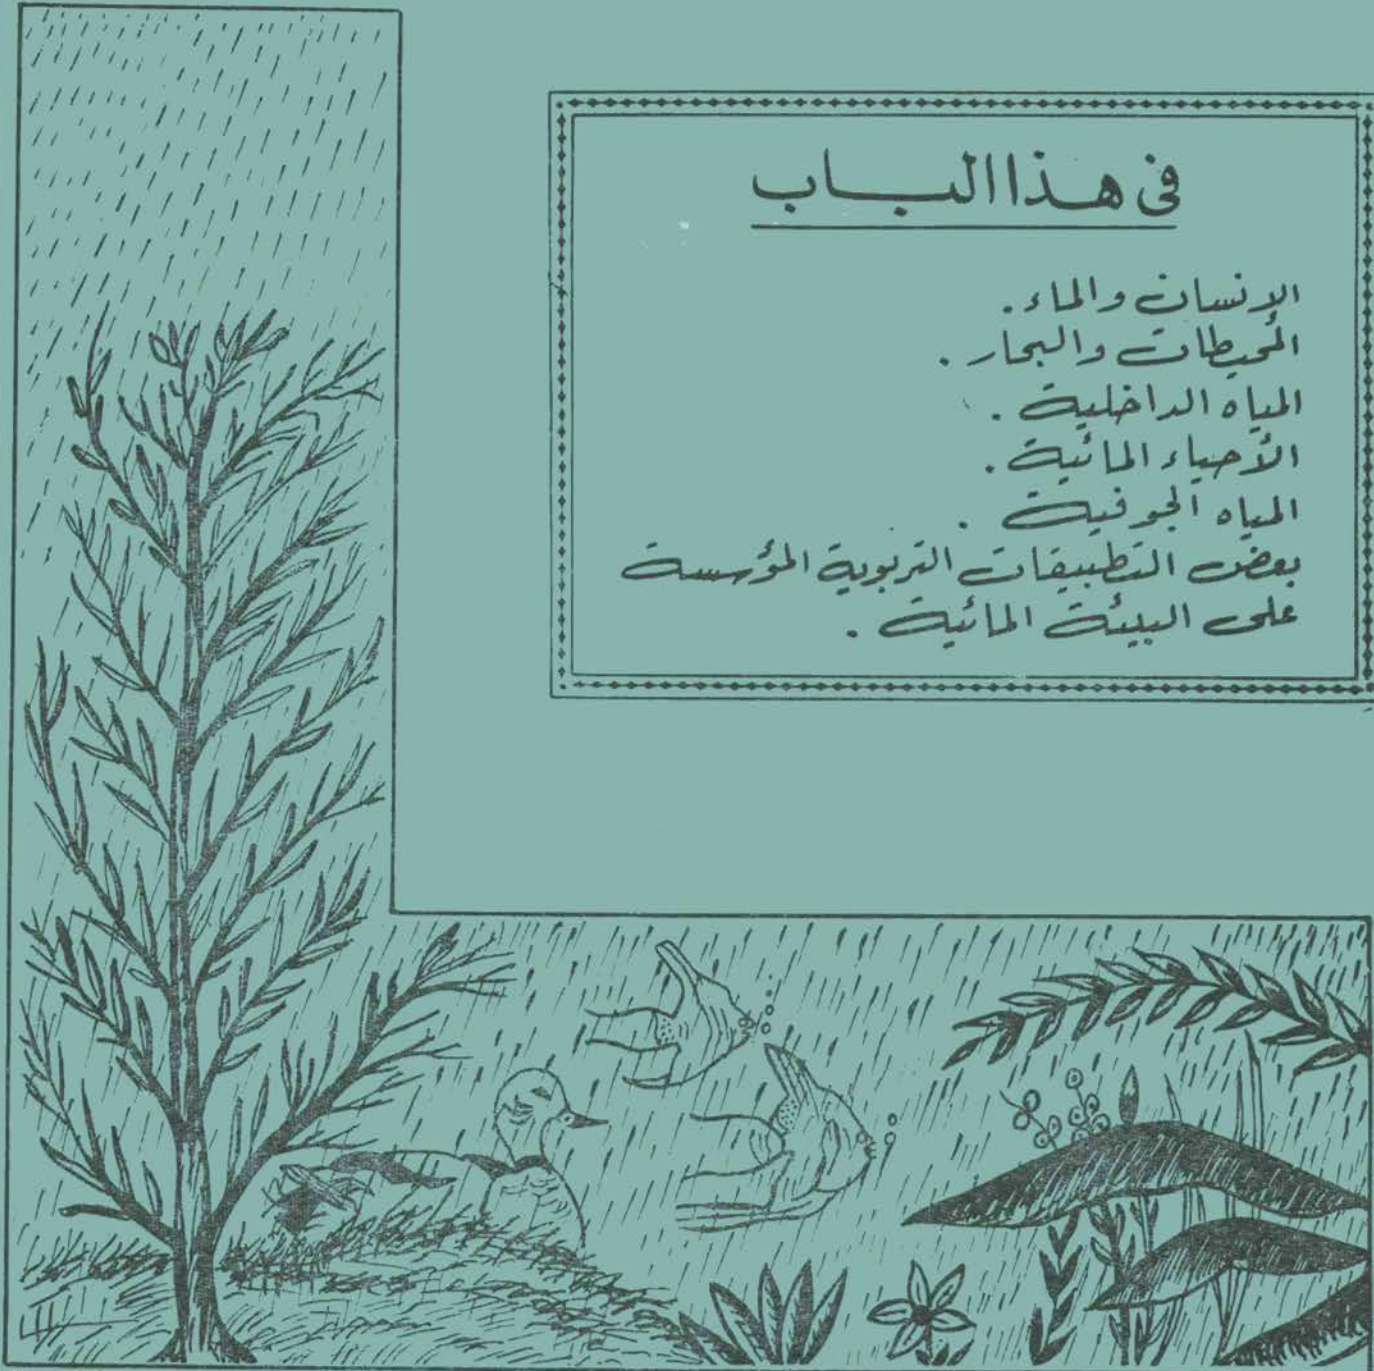 فى هذا الباب
الإنسان والماء.
المحيطات والبحار.
المياه الداخلية.
الأحياء المائية.
المياه الجوفية.
بعض التطبيقات التربوية المؤسسة
على البيئة المائية.